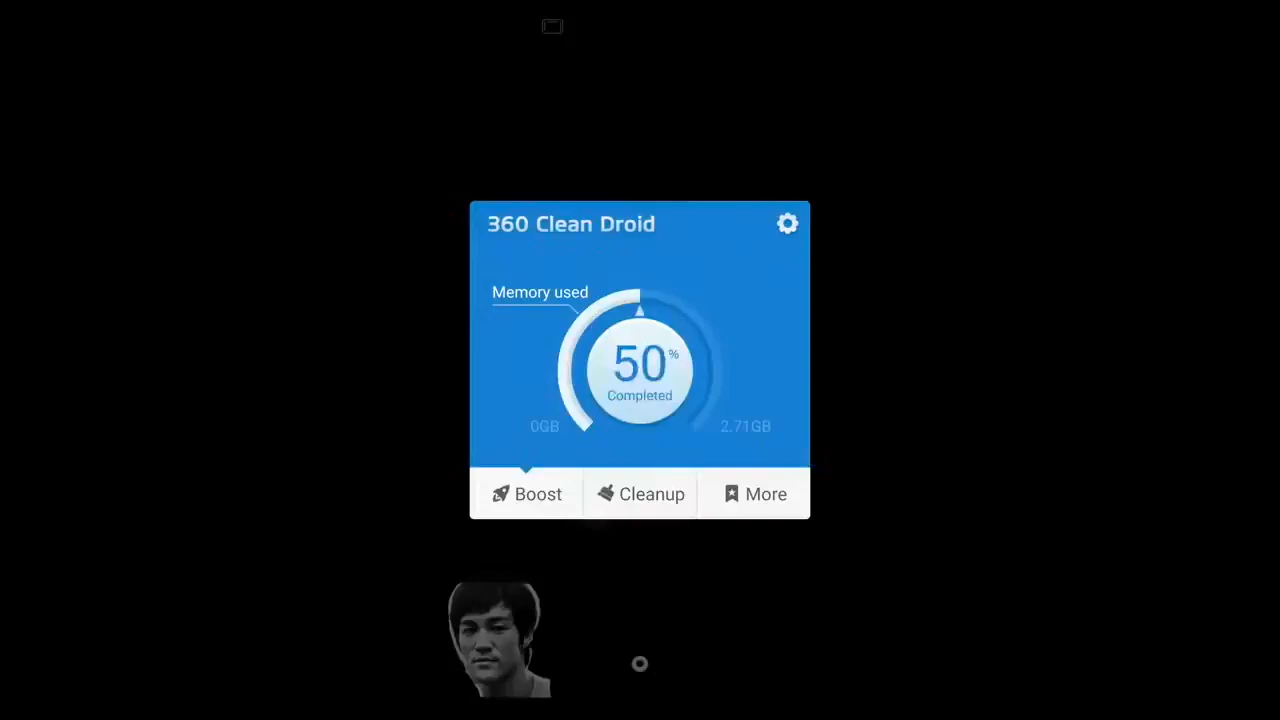 360 Clean Droid
Memory used
50%
Completed
0GB
2.71GB
Boost
Cleanup
More